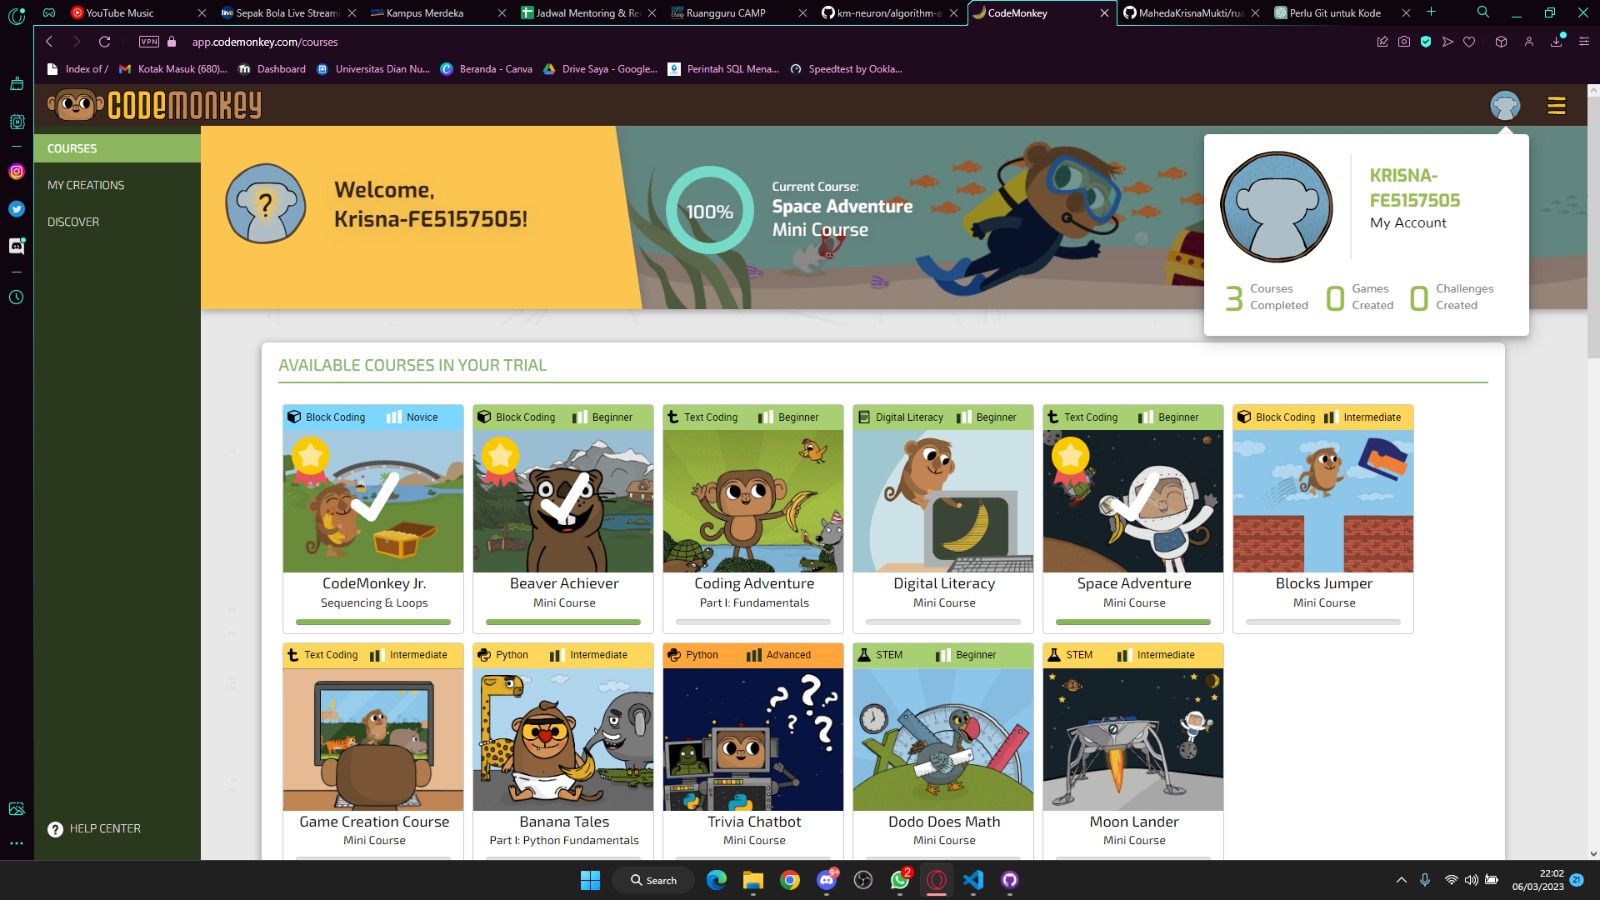 YouTube Music
Sepak Bola Live Streami
Kampus Merdeka
Jadwal Mentoring & Re
Ruangguru CAMP
km-neuron/algorithm-a
CodeMonkey
MahedaKrisnaMukti/rua
Perlu Git untuk Kode
VPN
app.codemonkey.com/courses
Index of /
Kotak Masuk (680)...
Dashboard
Universitas Dian Nu...
Beranda - Canva
Drive Saya - Google...
Perintah SQL Mena...
Speedtest by Ookla...
CODEMONKEY
COURSES
MY CREATIONS
DISCOVER
HELP CENTER
Welcome,
Krisna-FE5157505!
100%
Current Course:
Space Adventure
Mini Course
KRISNA-
FE5157505
My Account
3 Courses Completed
0 Games Created
0 Challenges Created
AVAILABLE COURSES IN YOUR TRIAL
Block Coding Novice
CodeMonkey Jr.
Sequencing & Loops
Block Coding Beginner
Beaver Achiever
Mini Course
Text Coding Beginner
Coding Adventure
Part I: Fundamentals
Digital Literacy Beginner
Digital Literacy
Mini Course
Text Coding Beginner
Space Adventure
Mini Course
Block Coding Intermediate
Blocks Jumper
Mini Course
Text Coding Intermediate
Game Creation Course
Mini Course
Python Intermediate
Banana Tales
Part I: Python Fundamentals
Python Advanced
Trivia Chatbot
Mini Course
STEM Beginner
Dodo Does Math
Mini Course
STEM Intermediate
Moon Lander
Mini Course
Search
9+
2
22:02
06/03/2023
21